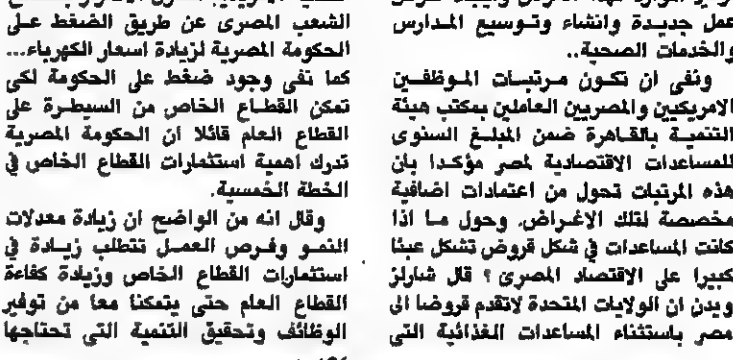 عمل جديدة وانشاء وتوسيع المدارس
والخدمات الصحية..
ونفى ان تكون مرتبات الموظفين
الامريكيين والمصريين العاملين بمكتب هيئة
التنمية بالقاهرة ضمن المبلغ السنوى
للمساعدات الاقتصادية لمصر مؤكدا بان
هذه المرتبات تحول من اعتمادات اضافية
مخصصة لتلك الاغراض. وحول ما اذا
كانت المساعدات في شكل قروض تشكل عبئا
كبيرا على الاقتصاد المصرى ؟ قال شارلز
ويدن ان الولايات المتحدة لاتقدم قروضا الى
مصر باستثناء المساعدات الغذائية التى
الشعب المصرى عن طريق الضغط على
الحكومة المصرية لزيادة اسعار الكهرباء...
كما نفى وجود ضغط على الحكومة لكى
تمكن القطاع الخاص من السيطرة على
القطاع العام قائلا ان الحكومة المصرية
تدرك اهمية استثمارات القطاع الخاص في
الخطة الخمسية.
وقال انه من الواضح ان زيادة معدلات
النمو وفرص العمل تتطلب زيادة في
استثمارات القطاع الخاص وزيادة كفاءة
القطاع العام حتى يتمكنا معا من توفير
الوظائف وتحقيق التنمية التى تحتاجها